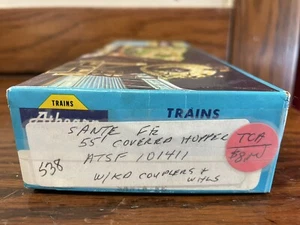 TRAINS
Athearn
TRAINS
SANTE FE
55 COVERED HOPPER
ATSF 101411
W/KD COUPLERS &
WHLS
538
TCA